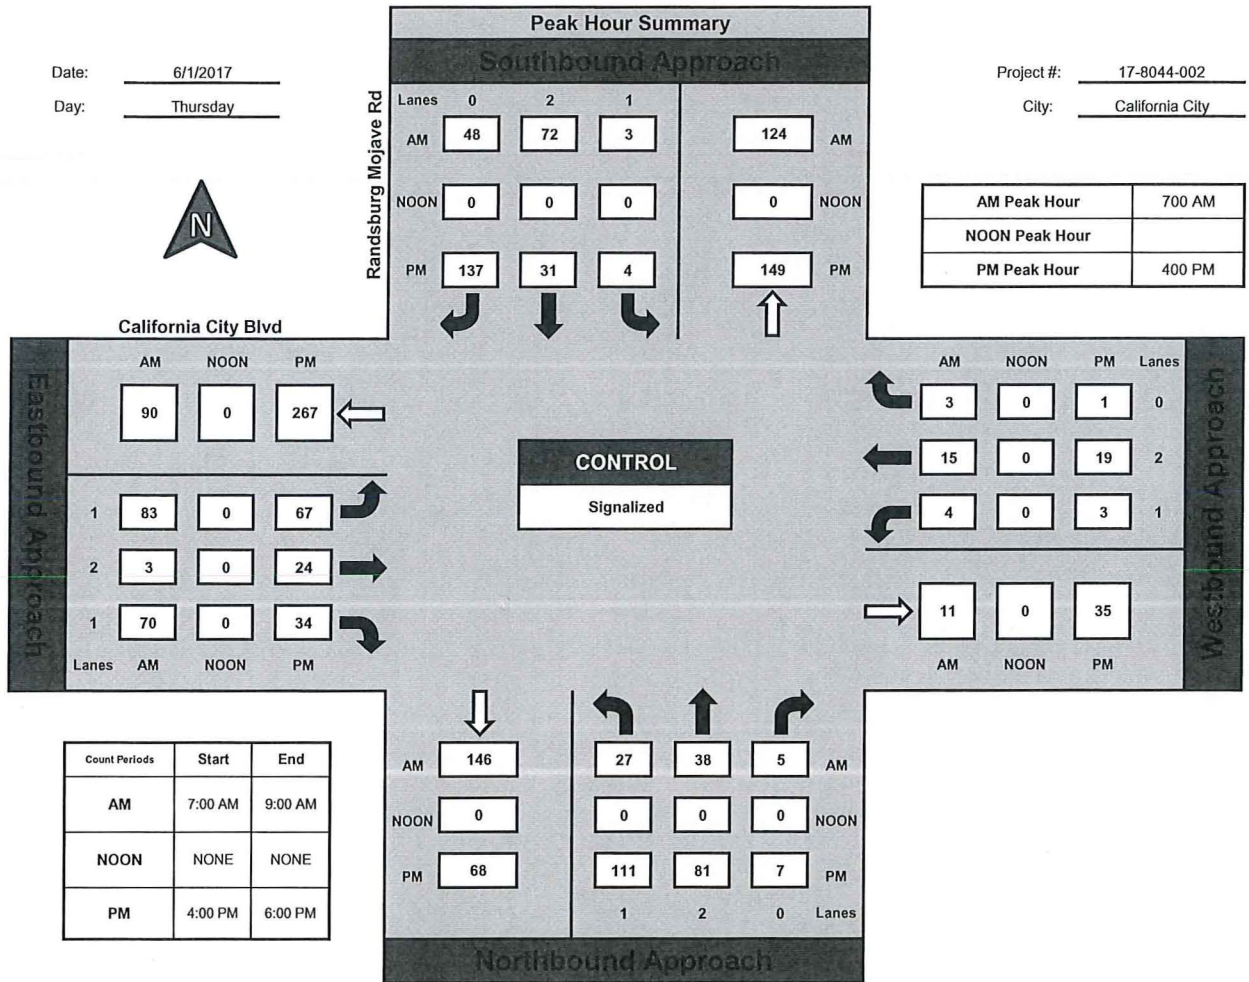 Peak Hour Summary
Southbound Approach
Date: 6/1/2017
Day: Thursday
Project #: 17-8044-002
City: California City
Randsburg Mojave Rd
Lanes 0 2 1
AM 48 72 3 124 AM
NOON 0 0 0 0 NOON
PM 137 31 4 149 PM
N
AM Peak Hour 700 AM
NOON Peak Hour
PM Peak Hour 400 PM
California City Blvd
Eastbound Approach
AM NOON PM
90 0 267
1 83 0 67
2 3 0 24
1 70 0 34
Lanes AM NOON PM
CONTROL
Signalized
AM NOON PM Lanes
3 0 1 0
15 0 19 2
4 0 3 1
11 0 35
AM NOON PM
Westbound Approach
Count Periods Start End
AM 7:00 AM 9:00 AM
NOON NONE NONE
PM 4:00 PM 6:00 PM
AM 146 27 38 5 AM
NOON 0 0 0 0 NOON
PM 68 111 81 7 PM
1 2 0 Lanes
Northbound Approach